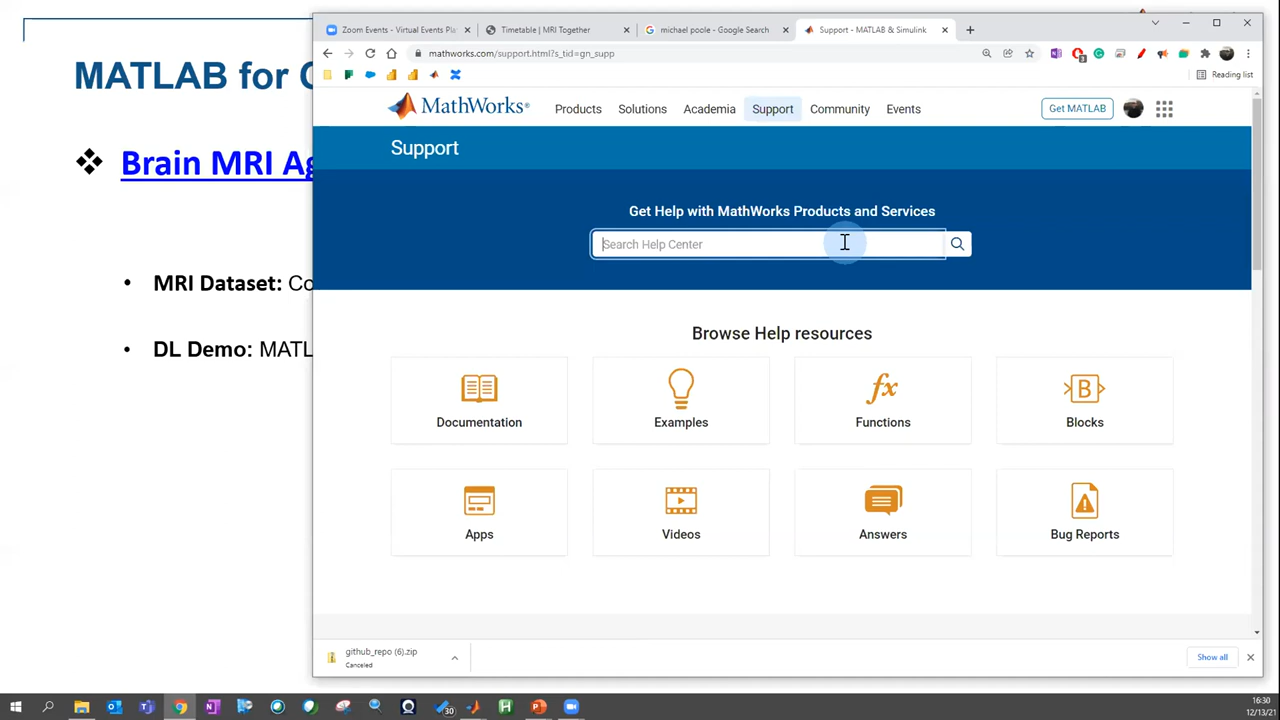 MATLAB for
Brain MRI
MRI Dataset: Co
DL Demo: MATL
Zoom Events - Virtual Events Pla
Timetable | MRI Together
michael poole - Google Search
Support - MATLAB & Simulink
mathworks.com/support.html?s_tid=gn_supp
3
Reading list
MathWorks®
Products
Solutions
Academia
Support
Community
Events
Get MATLAB
Support
Get Help with MathWorks Products and Services
Search Help Center
Browse Help resources
Documentation
Examples
fx
Functions
B
Blocks
Apps
Videos
Answers
Bug Reports
github_repo (6).zip
Canceled
Show all
30
16:30
12/13/21